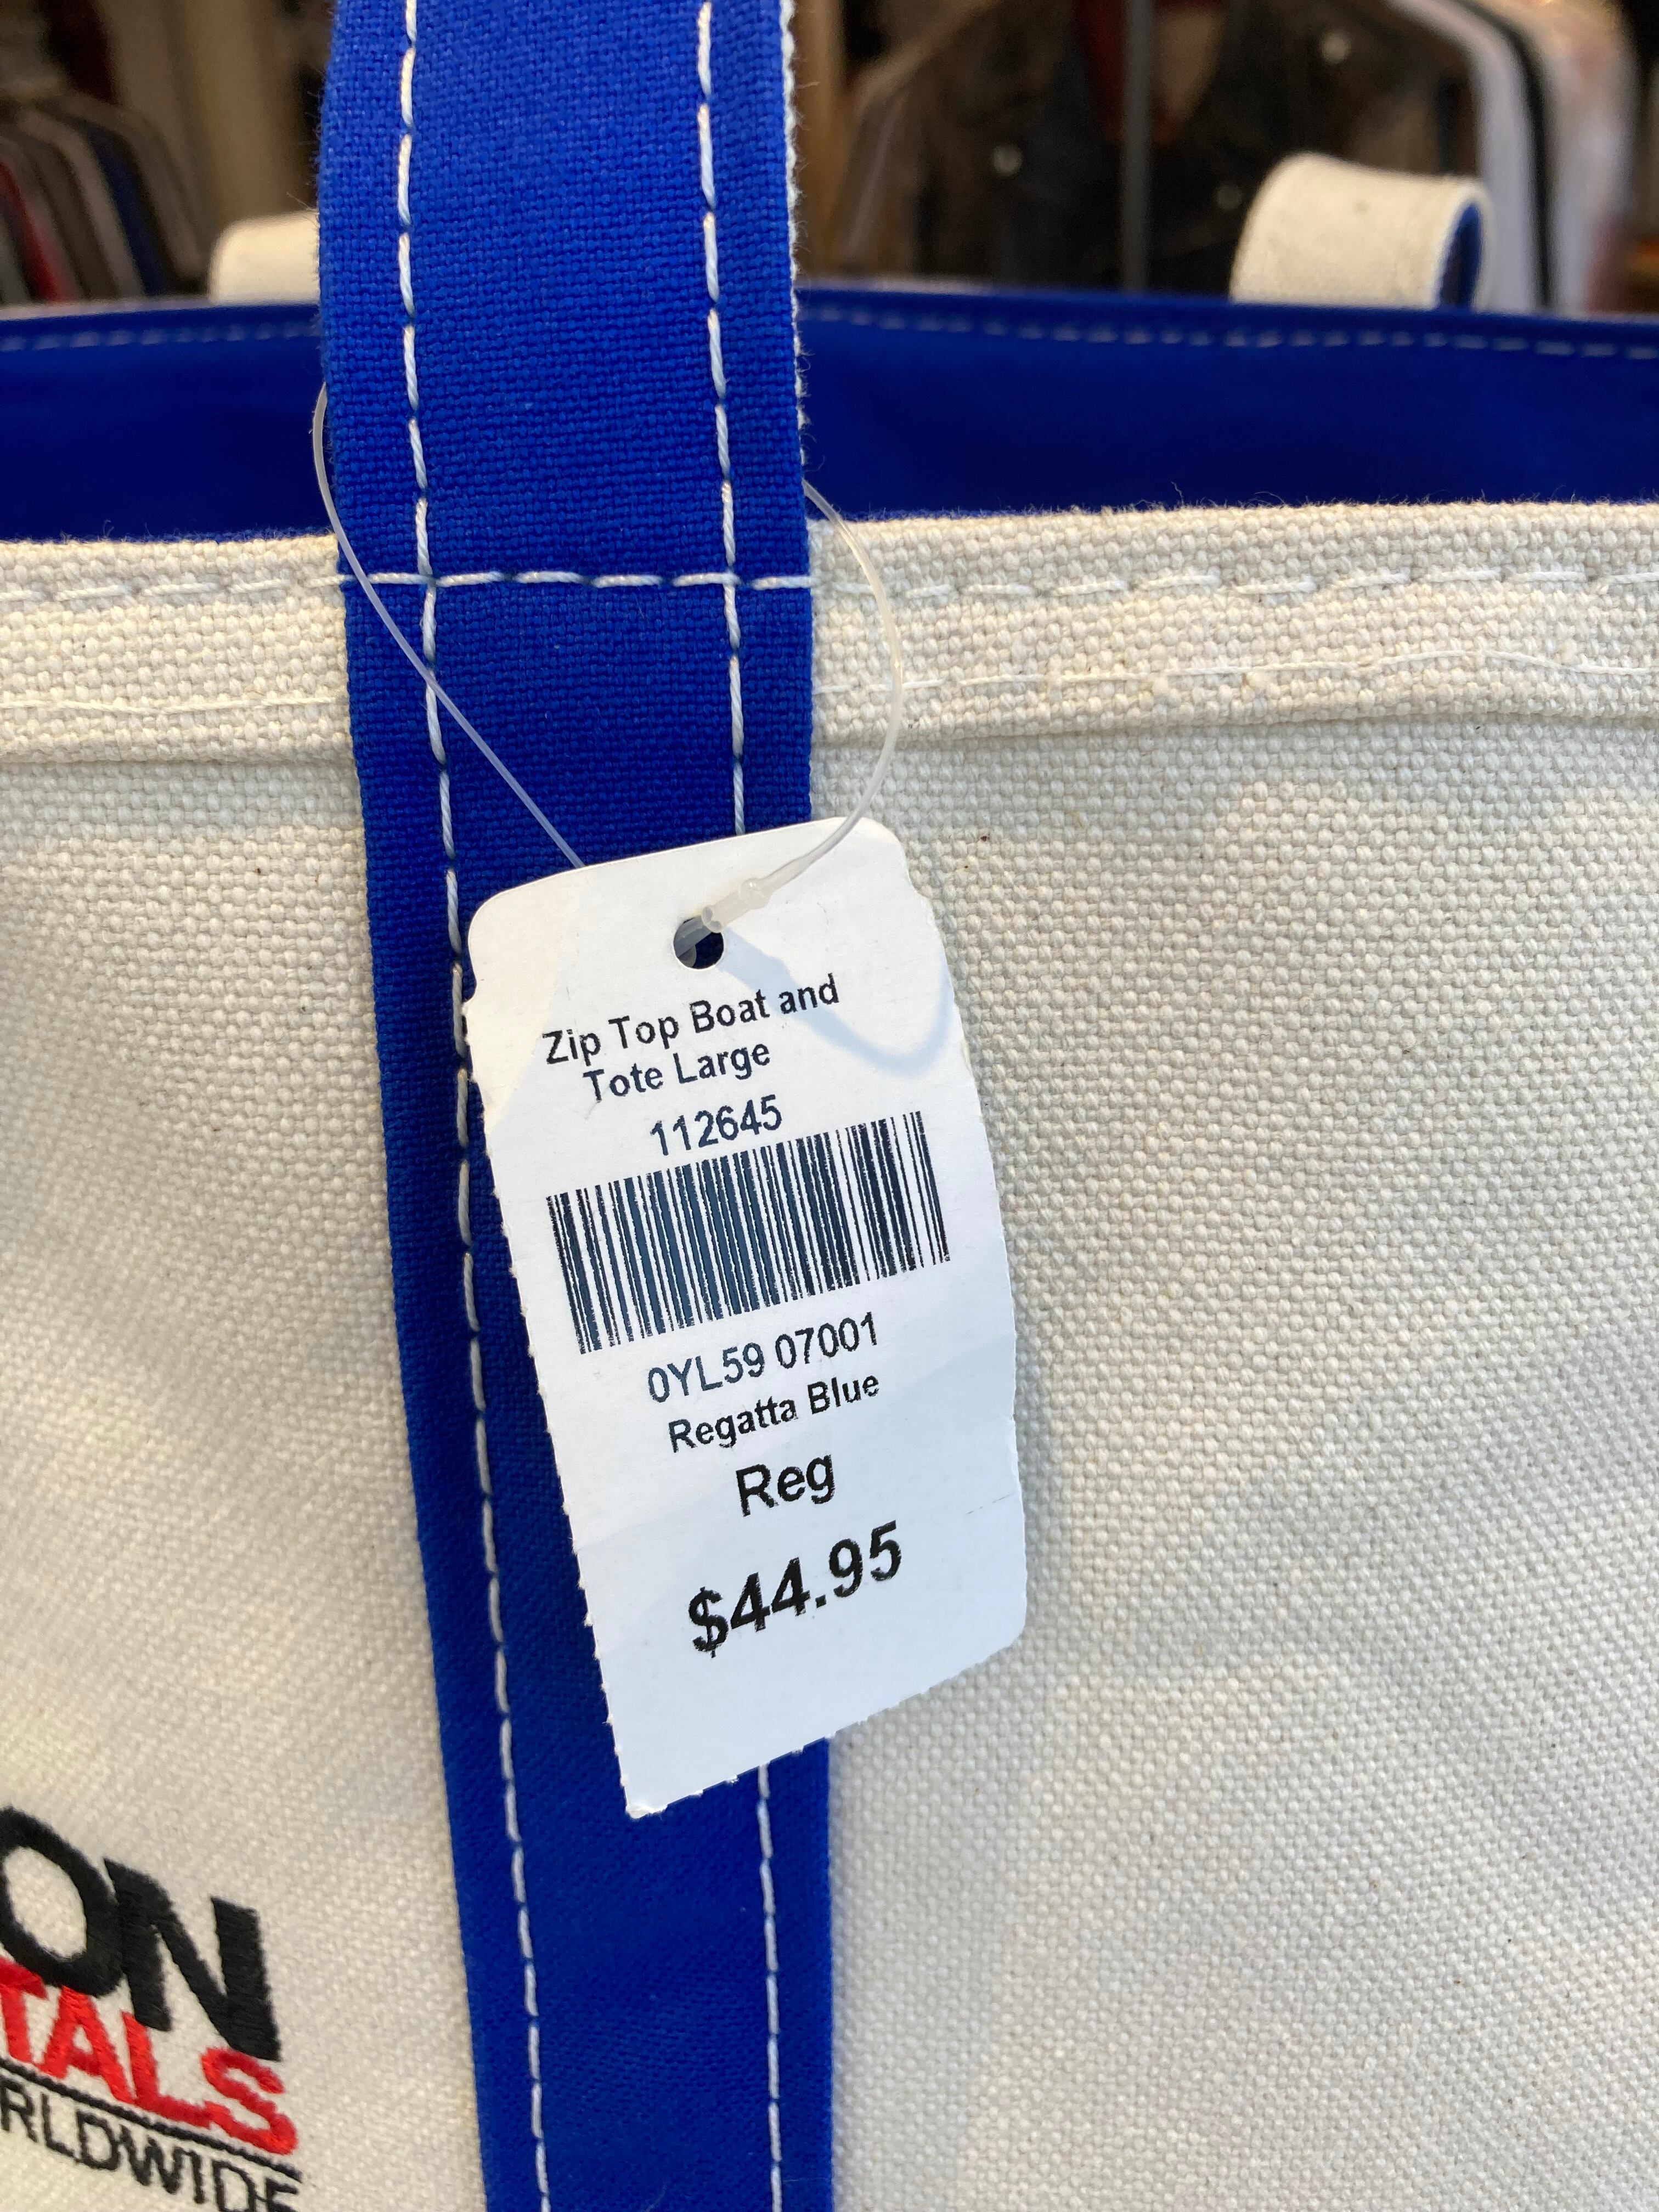 Zip Top Boat and
Tote Large
112645
0YL59 07001
Regatta Blue
Reg
$44.95
ON
TALS
RLDWIDE